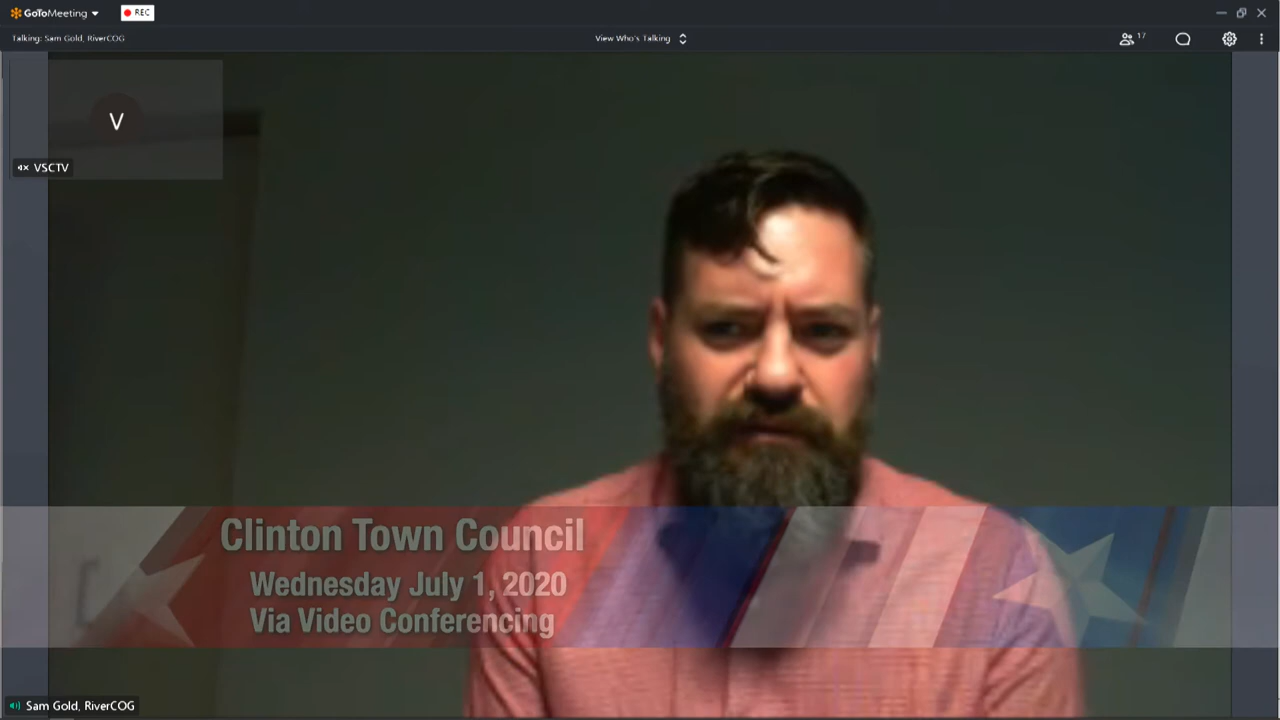 GoToMeeting
REC
Talking: Sam Gold, RiverCOG
View Who's Talking
17
V
VSCTV
Clinton Town Council
Wednesday July 1, 2020
Via Video Conferencing
Sam Gold, RiverCOG